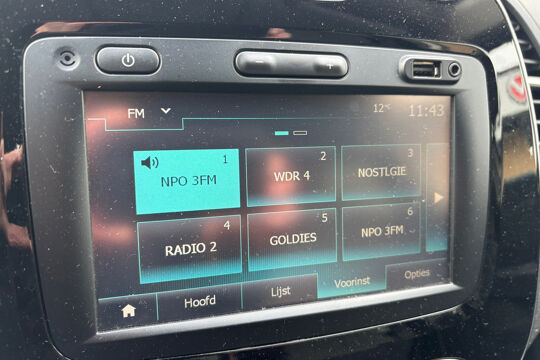 FM 12°C 11:43
1 2 3
NPO 3FM WDR 4 NOSTLGIE
4 5 6
RADIO 2 GOLDIES NPO 3FM
Hoofd Lijst Voorinst Opties